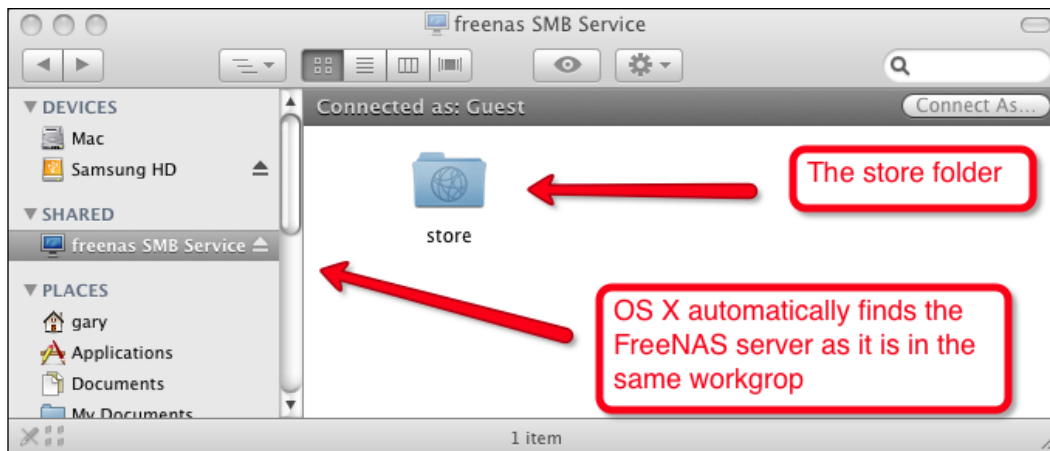 freenas SMB Service
DEVICES
Mac
Samsung HD
SHARED
freenas SMB Service
PLACES
gary
Applications
Documents
My Documents
Connected as: Guest
Connect As...
store
The store folder
OS X automatically finds the
FreeNAS server as it is in the
same workgrop
1 item